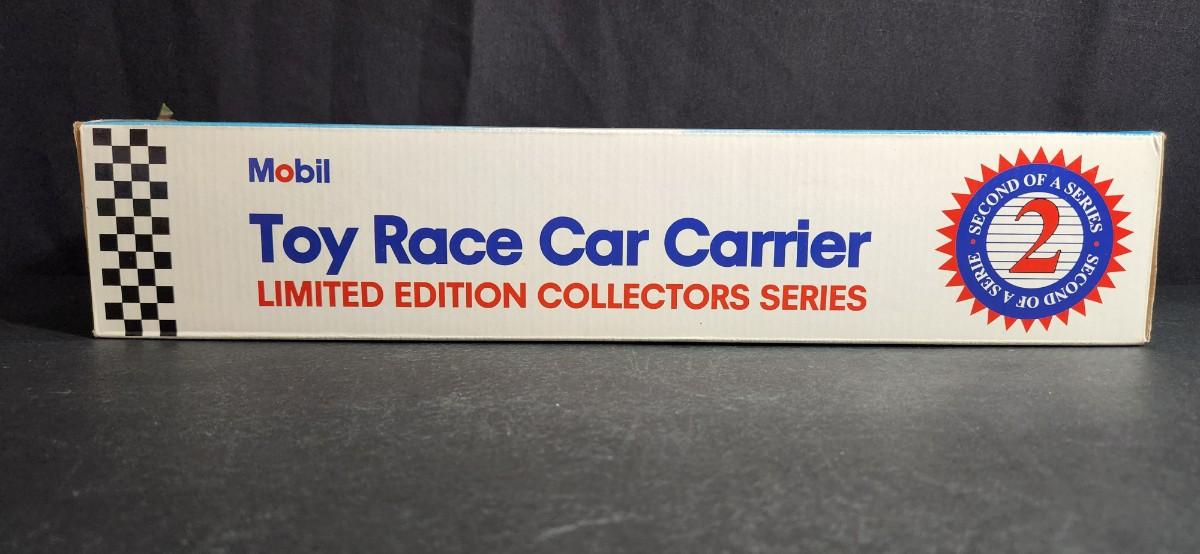 Mobil
Toy Race Car Carrier
LIMITED EDITION COLLECTORS SERIES
SECOND OF A SERIES • SECOND OF A SERIE •
2